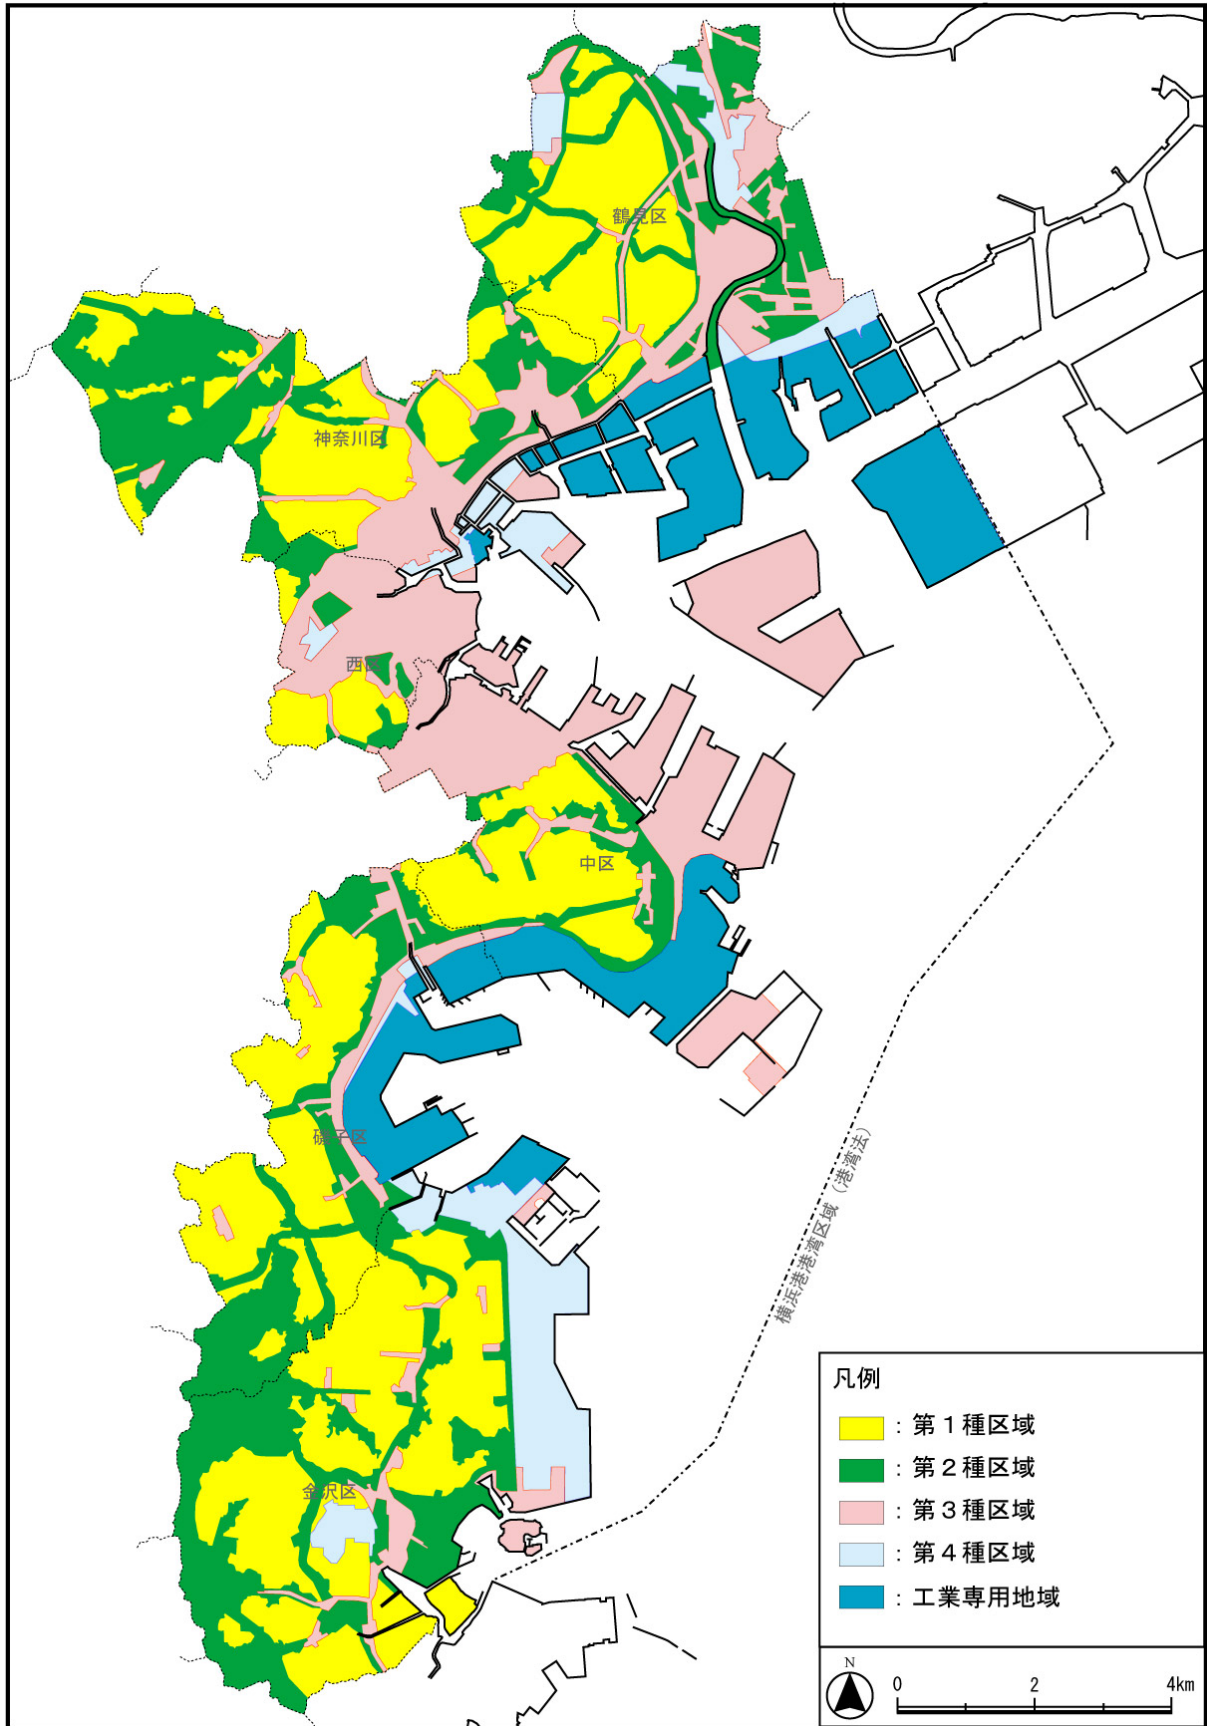 鶴見区
神奈川区
西区
中区
磯子区
金沢区
横浜港港湾区域（港湾法）
凡例
：第１種区域
：第２種区域
：第３種区域
：第４種区域
：工業専用地域
N
0 2 4km